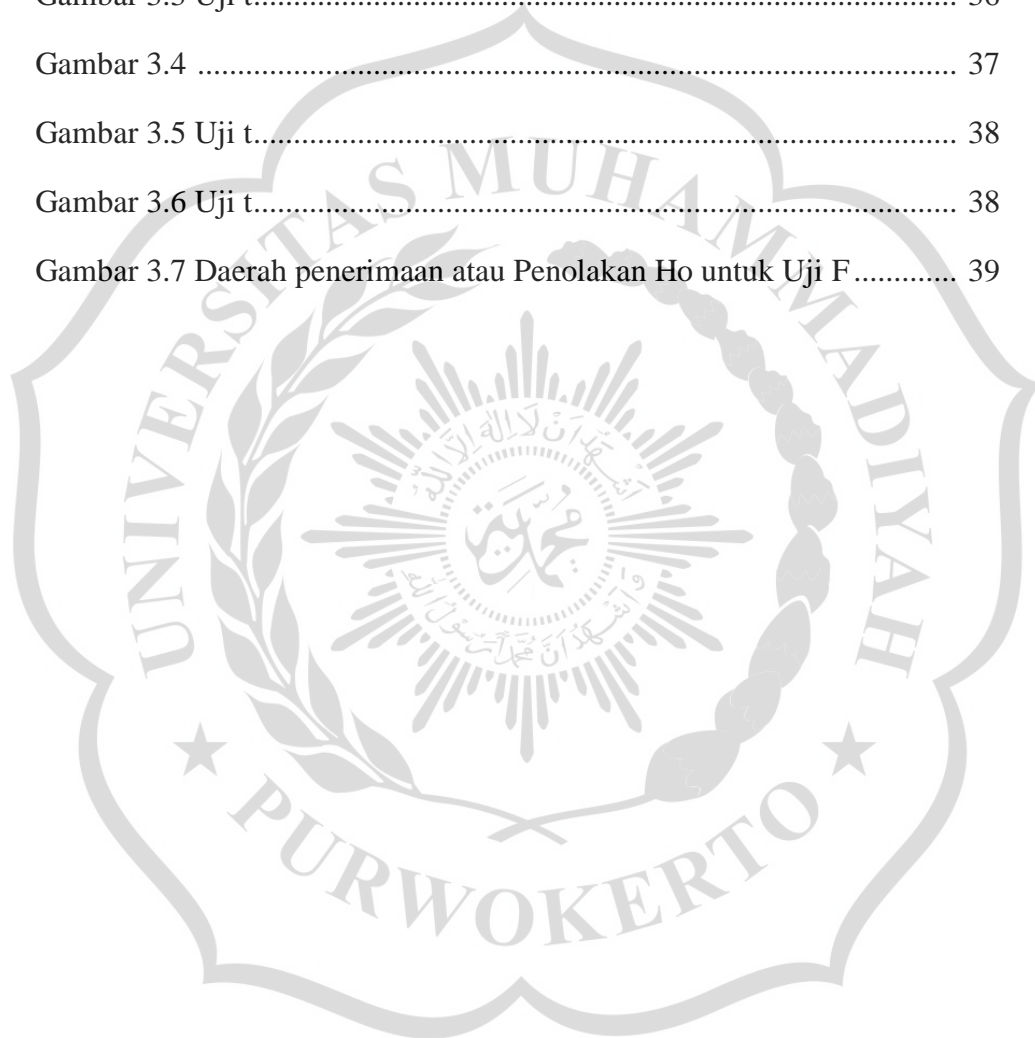 Gambar 3.4 ................................................................................................ 37
Gambar 3.5 Uji t......................................................................................... 38
Gambar 3.6 Uji t......................................................................................... 38
Gambar 3.7 Daerah penerimaan atau Penolakan Ho untuk Uji F............. 39
UNIVERSITAS MUHAMMADIYAH
PURWOKERTO